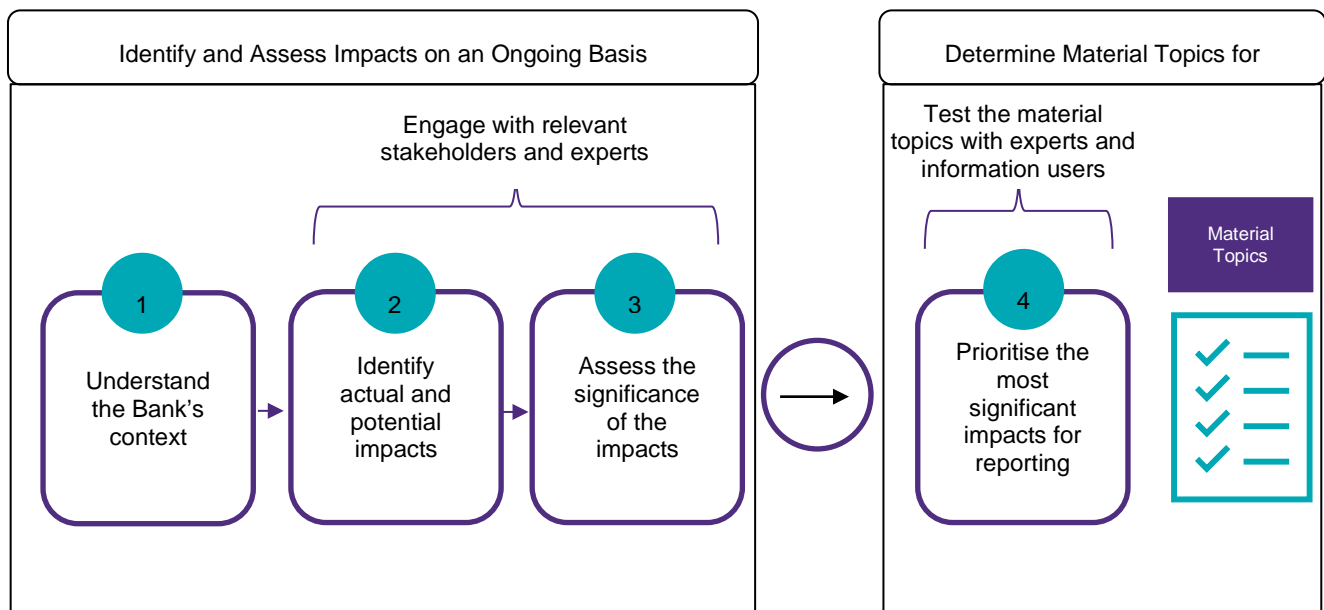 Identify and Assess Impacts on an Ongoing Basis
Engage with relevant
stakeholders and experts
1
Understand
the Bank's
context
2
Identify
actual and
potential
impacts
3
Assess the
significance
of the
impacts
Determine Material Topics for
Test the material
topics with experts and
information users
4
Prioritise the
most
significant
impacts for
reporting
Material
Topics